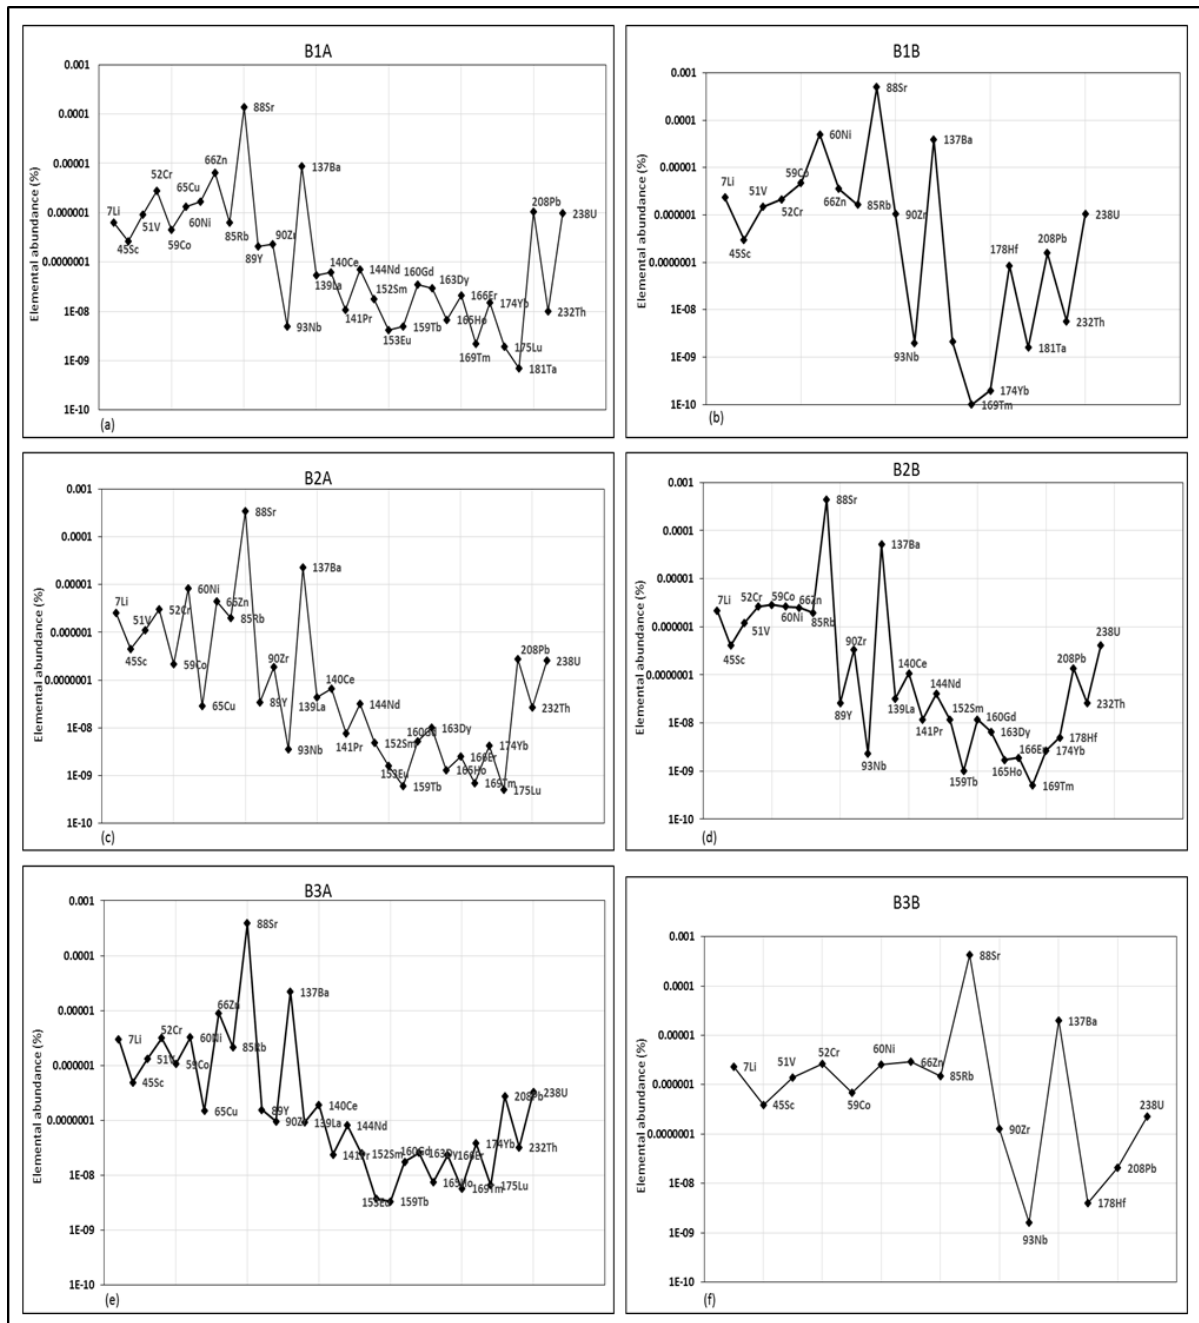 B1A
Elemental abundance (%)
0.001
0.0001
0.00001
0.000001
0.0000001
1E-08
1E-09
1E-10
7Li
45Sc
51V
52Cr
59Co
65Cu
60Ni
66Zn
85Rb
88Sr
89Y
90Zr
93Nb
137Ba
139La
140Ce
141Pr
144Nd
152Sm
153Eu
159Tb
160Gd
163Dy
165Ho
166Er
169Tm
174Yb
175Lu
181Ta
208Pb
232Th
238U
(a)
B1B
Elemental abundance (%)
0.001
0.0001
0.00001
0.000001
0.0000001
1E-08
1E-09
1E-10
7Li
45Sc
51V
52Cr
59Co
60Ni
66Zn
85Rb
88Sr
90Zr
93Nb
137Ba
169Tm
174Yb
178Hf
181Ta
208Pb
232Th
238U
(b)
B2A
Elemental abundance (%)
0.001
0.0001
0.00001
0.000001
0.0000001
1E-08
1E-09
1E-10
7Li
45Sc
51V
52Cr
59Co
60Ni
65Cu
66Zn
85Rb
88Sr
89Y
90Zr
93Nb
137Ba
139La
140Ce
141Pr
144Nd
152Sm
153Eu
159Tb
160Gd
163Dy
165Ho
166Er
169Tm
174Yb
175Lu
208Pb
232Th
238U
(c)
B2B
Elemental abundance (%)
0.001
0.0001
0.00001
0.000001
0.0000001
1E-08
1E-09
1E-10
7Li
45Sc
51V
52Cr
59Co
60Ni
66Zn
85Rb
88Sr
89Y
90Zr
93Nb
137Ba
139La
140Ce
141Pr
144Nd
152Sm
159Tb
160Gd
163Dy
165Ho
166Er
169Tm
174Yb
178Hf
208Pb
232Th
238U
(d)
B3A
Elemental abundance (%)
0.001
0.0001
0.00001
0.000001
0.0000001
1E-08
1E-09
1E-10
7Li
45Sc
51V
52Cr
59Co
60Ni
65Cu
66Zn
85Rb
88Sr
89Y
90Zr
137Ba
139La
140Ce
141Pr
144Nd
152Sm
153Eu
159Tb
160Gd
163Dy
165Ho
166Er
169Tm
174Yb
175Lu
208Pb
232Th
238U
(e)
B3B
Elemental abundance (%)
0.001
0.0001
0.00001
0.000001
0.0000001
1E-08
1E-09
1E-10
7Li
45Sc
51V
52Cr
59Co
60Ni
66Zn
85Rb
88Sr
90Zr
93Nb
137Ba
178Hf
208Pb
238U
(f)